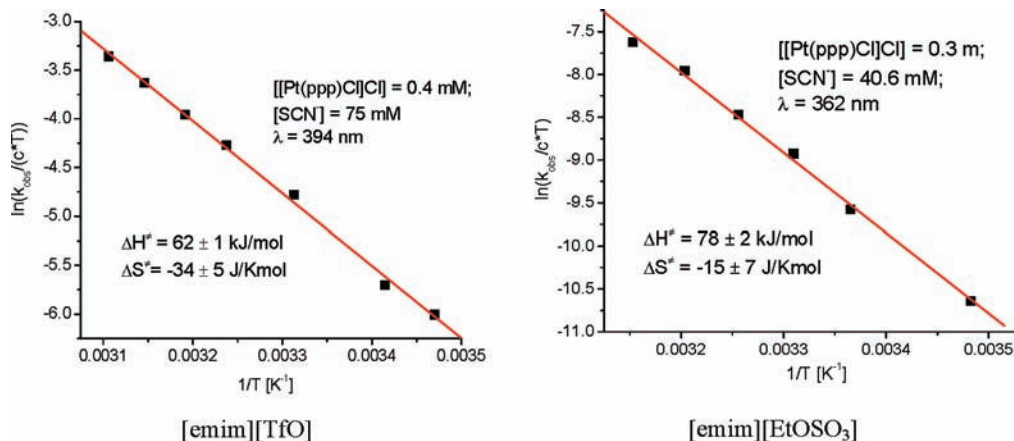 -3.0
-3.5
-4.0
-4.5
-5.0
-5.5
-6.0
ln(k_obs/(c*T))
[[Pt(ppp)Cl]Cl] = 0.4 mM;
[SCN⁻] = 75 mM
λ = 394 nm
ΔH≠ = 62 ± 1 kJ/mol
ΔS≠ = -34 ± 5 J/Kmol
0.0031 0.0032 0.0033 0.0034 0.0035
1/T [K⁻¹]
[emim][TfO]
-7.5
-8.0
-8.5
-9.0
-9.5
-10.0
-10.5
-11.0
ln(k_obs/c*T)
[[Pt(ppp)Cl]Cl] = 0.3 m;
[SCN⁻] = 40.6 mM;
λ = 362 nm
ΔH≠ = 78 ± 2 kJ/mol
ΔS≠ = -15 ± 7 J/Kmol
0.0032 0.0033 0.0034 0.0035
1/T [K⁻¹]
[emim][EtOSO₃]